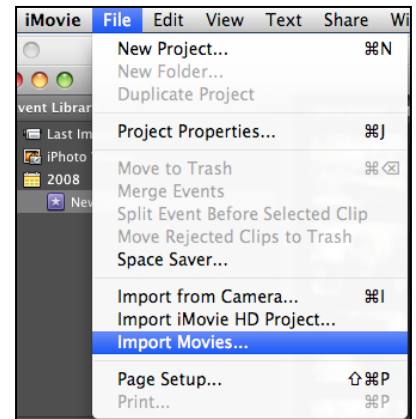 iMovie File Edit View Text Share
New Project... ⌘N
New Folder...
Duplicate Project
vent Librar
Last Im
Project Properties... ⌘J
iPhoto
2008
Move to Trash ⌘⌫
Merge Events
New
Split Event Before Selected Clip
Move Rejected Clips to Trash
Space Saver...
Import from Camera... ⌘I
Import iMovie HD Project...
Import Movies...
Page Setup... ⇧⌘P
Print... ⌘P